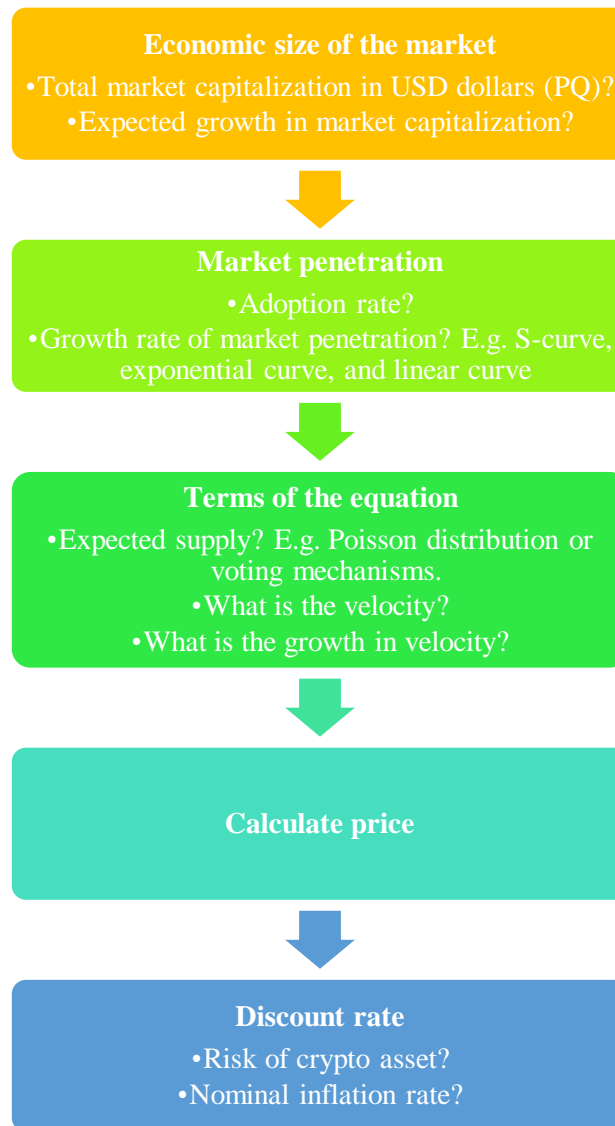 Economic size of the market
•Total market capitalization in USD dollars (PQ)?
•Expected growth in market capitalization?
Market penetration
•Adoption rate?
•Growth rate of market penetration? E.g. S-curve,
exponential curve, and linear curve
Terms of the equation
•Expected supply? E.g. Poisson distribution or
voting mechanisms.
•What is the velocity?
•What is the growth in velocity?
Calculate price
Discount rate
•Risk of crypto asset?
•Nominal inflation rate?